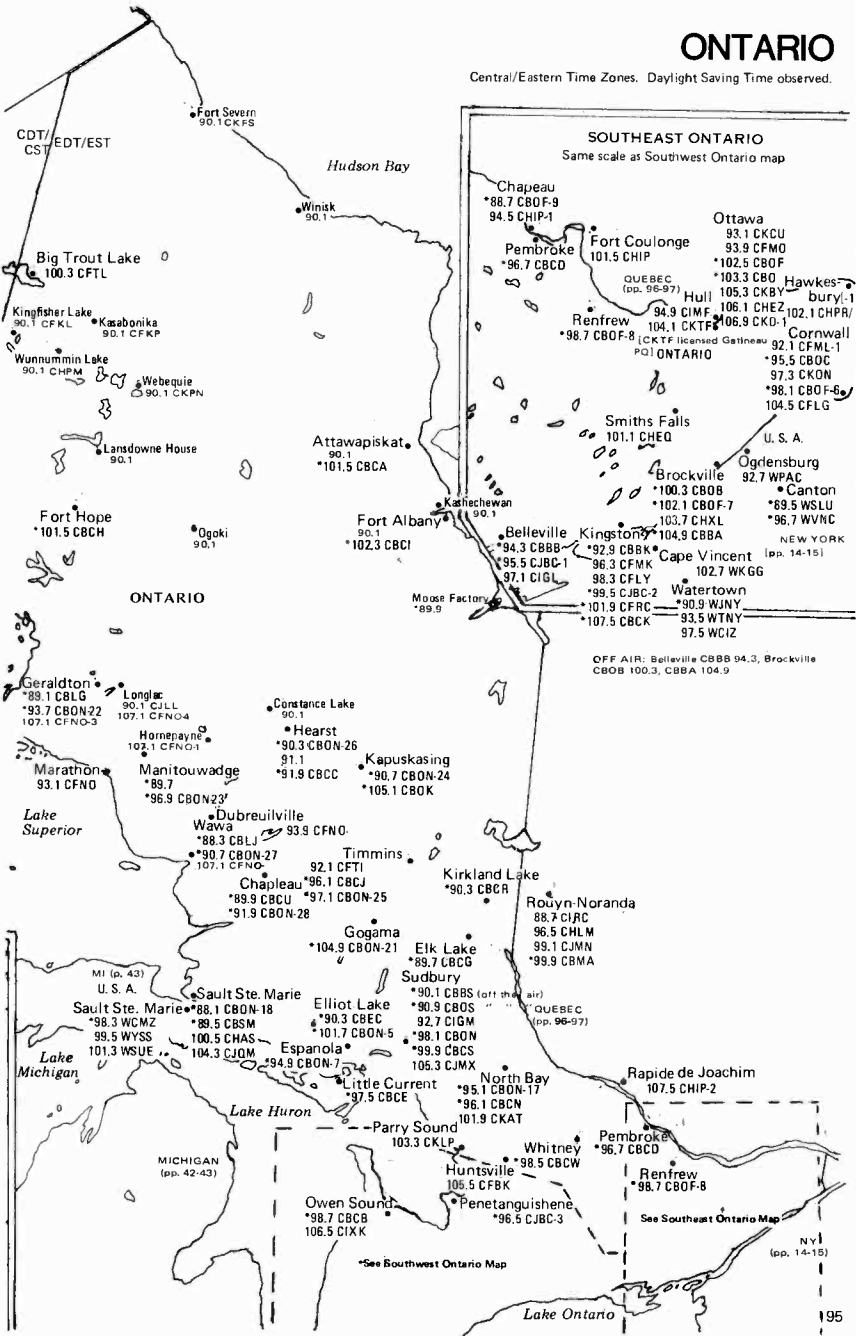 ONTARIO
Central/Eastern Time Zones. Daylight Saving Time observed.
CDT/
CST
EDT/EST
Fort Severn
90.1 CKFS
Hudson Bay
Winisk
90.1
Big Trout Lake
100.3 CFTL
Kingfisher Lake
90.1 CFKL
Kasabonika
90.1 CFKP
Wunnummin Lake
90.1 CHPM
Webequie
90.1 CKPN
Lansdowne House
90.1
Attawapiskat
90.1
*101.5 CBCA
Kashechewan
90.1
Fort Hope
*101.5 CBCH
Ogoki
90.1
Fort Albany
90.1
*102.3 CBCI
ONTARIO
Moose Factory
*89.9
SOUTHEAST ONTARIO
Same scale as Southwest Ontario map
Chapeau
*88.7 CBOF-9
94.5 CHIP-1
Pembroke
*96.7 CBCD
Fort Coulonge
101.5 CHIP
QUEBEC
(pp. 96-97)
Ottawa
93.1 CKCU
93.9 CFMO
*102.5 CBOF
*103.3 CBO
105.3 CKBY
106.1 CHEZ
*106.9 CKO-1
Hull
94.9 CIMF
104.1 CKTF
[CKTF licensed Gatineau
PQ]
ONTARIO
Hawkes-
bury
102.1 CHPR/
Renfrew
*98.7 CBOF-8
Cornwall
92.1 CFML-1
*95.5 CBOC
97.3 CKON
*98.1 CBOF-6
104.5 CFLG
Smiths Falls
101.1 CHEQ
U. S. A.
Ogdensburg
92.7 WPAC
Brockville
*100.3 CBOB
*102.1 CBOF-7
103.7 CHXL
*104.9 CBBA
Canton
*89.5 WSLU
*96.7 WVNC
NEW YORK
(pp. 14-15)
Belleville
*94.3 CBBB
*95.5 CJBC-1
97.1 CIGL
Kingston
*92.9 CBBK
96.3 CFMK
98.3 CFLY
*99.5 CJBC-2
*101.9 CFRC
*107.5 CBCK
Cape Vincent
102.7 WKGG
Watertown
*90.9 WJNY
93.5 WTNY
97.5 WCIZ
OFF AIR: Belleville CBBB 94.3, Brockville
CBOB 100.3, CBBA 104.9
Geraldton
*89.1 CBLG
*93.7 CBON-22
107.1 CFNO-3
Longlac
90.1 CJLL
107.1 CFNO-4
Constance Lake
90.1
Hornepayne
107.1 CFNO-1
Hearst
*90.3 CBON-26
91.1
*91.9 CBCC
Marathon
93.1 CFNO
Manitouwadge
*89.7
*96.9 CBON-23
Kapuskasing
*90.7 CBON-24
*105.1 CBOK
Lake
Superior
Dubreuilville
93.9 CFNO-
Wawa
*88.3 CBLJ
*90.7 CBON-27
107.1 CFNO-
Timmins
92.1 CFTI
*96.1 CBCJ
*97.1 CBON-25
Chapleau
*89.9 CBCU
*91.9 CBON-28
Kirkland Lake
*90.3 CBCR
Rouyn-Noranda
88.7 CIRC
96.5 CHLM
99.1 CJMN
*99.9 CBMA
Gogama
*104.9 CBON-21
Elk Lake
*89.7 CBCG
MI (p. 43)
U. S. A.
Sault Ste. Marie
*98.3 WCMZ
99.5 WYSS
101.3 WSUE
Sault Ste. Marie
*88.1 CBON-18
*89.5 CBSM
100.5 CHAS
104.3 CJQM
Elliot Lake
*90.3 CBEC
*101.7 CBON-5
Sudbury
*90.1 CBBS (off the air)
*90.9 CBOS " " "
92.7 CIGM
*98.1 CBON
*99.9 CBCS
105.3 CJMX
QUEBEC
(pp. 96-97)
Lake
Michigan
Espanola
*94.9 CBON-7
Little Current
*97.5 CBCE
Lake Huron
North Bay
*95.1 CBON-17
*96.1 CBCN
101.9 CKAT
Rapide de Joachim
107.5 CHIP-2
MICHIGAN
(pp. 42-43)
Parry Sound
103.3 CKLP
Whitney
*98.5 CBCW
Pembroke
*96.7 CBCD
Huntsville
105.5 CFBK
Renfrew
*98.7 CBOF-8
Owen Sound
*98.7 CBCB
106.5 CIXK
Penetanguishene
*96.5 CJBC-3
See Southeast Ontario Map
*See Southwest Ontario Map
NY
(pp. 14-15)
Lake Ontario
95